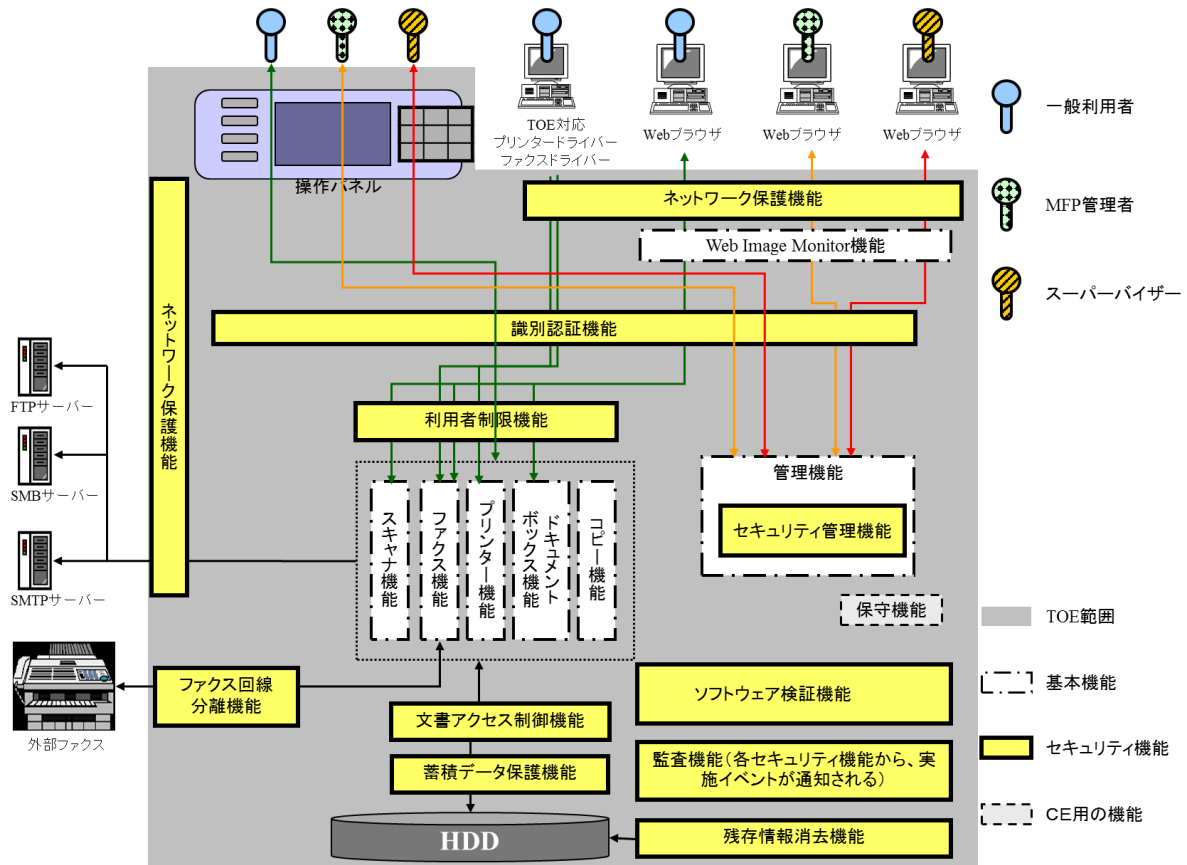 TOE対応
プリンタードライバー
ファクスドライバー
Webブラウザ
Webブラウザ
Webブラウザ
操作パネル
ネットワーク保護機能
Web Image Monitor機能
識別認証機能
ネットワーク保護機能
FTPサーバー
SMBサーバー
SMTPサーバー
利用者制限機能
スキャナ機能
ファクス機能
プリンター機能
ドキュメント
ボックス機能
コピー機能
管理機能
セキュリティ管理機能
保守機能
ファクス回線
分離機能
外部ファクス
文書アクセス制御機能
蓄積データ保護機能
HDD
ソフトウェア検証機能
監査機能(各セキュリティ機能から、実
施イベントが通知される)
残存情報消去機能
一般利用者
MFP管理者
スーパーバイザー
TOE範囲
基本機能
セキュリティ機能
CE用の機能